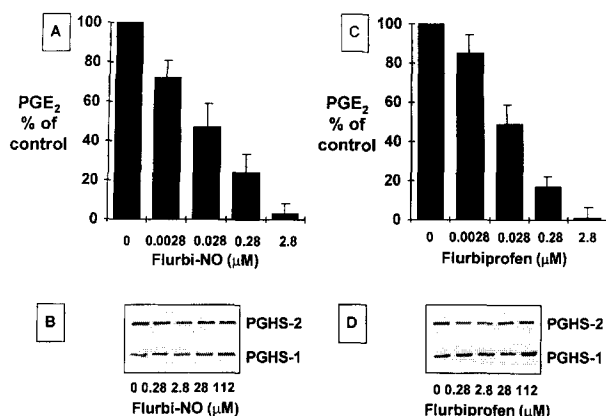 A
100
80
60
40
20
0
PGE₂
% of
control
0 0.0028 0.028 0.28 2.8
Flurbi-NO (μM)
C
100
80
60
40
20
0
PGE₂
% of
control
0 0.0028 0.028 0.28 2.8
Flurbiprofen (μM)
B
PGHS-2
PGHS-1
0 0.28 2.8 28 112
Flurbi-NO (μM)
D
PGHS-2
PGHS-1
0 0.28 2.8 28 112
Flurbiprofen (μM)